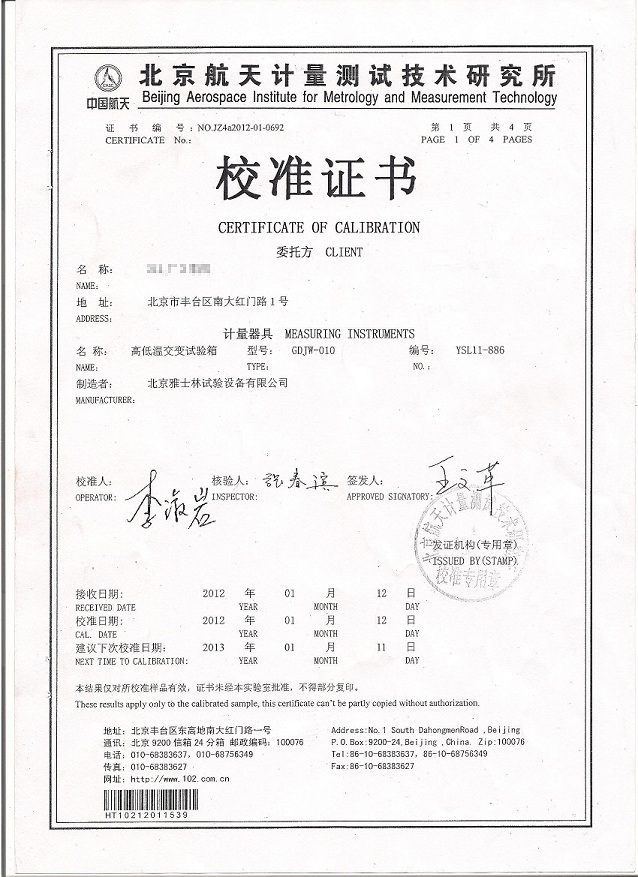 北京航天计量测试技术研究所
中国航天 Beijing Aerospace Institute for Metrology and Measurement Technology
证 书 编 号 : NO.JZ4a2012-01-0692 第 1 页 共 4 页
CERTIFICATE No.: PAGE 1 OF 4 PAGES
校准证书
CERTIFICATE OF CALIBRATION
委托方 CLIENT
名 称:
NAME:
地 址: 北京市丰台区南大红门路1号
ADDRESS:
计量器具 MEASURING INSTRUMENTS
名 称: 高低温交变试验箱 型号: GDJW-010 编号: YSL11-886
NAME: TYPE: NO.:
制造者: 北京雅士林试验设备有限公司
MANUFACTURER:
校准人: 核验人: 张春滨 签发人:
OPERATOR: INSPECTOR: APPROVED SIGNATORY:
发证机构(专用章)
ISSUED BY(STAMP)
校准专用章
接收日期: 2012 年 01 月 12 日
RECEIVED DATE YEAR MONTH DAY
校准日期: 2012 年 01 月 12 日
CAL. DATE YEAR MONTH DAY
建议下次校准日期: 2013 年 01 月 11 日
NEXT TIME TO CALIBRATION: YEAR MONTH DAY
本结果仅对所校准样品有效，证书未经本实验室批准，不得部分复印。
These results apply only to the calibrated sample, this certificate can't be partly copied without authorization.
地址: 北京丰台区东高地南大红门路一号 Address:No.1 South DahongmenRoad ,Beijing
通讯: 北京 9200 信箱 24 分箱 邮政编码: 100076 P.O.Box:9200-24,Beijing ,China. Zip:100076
电话: 010-68383637, 010-68756349 Tel:86-10-68383637, 86-10-68756349
传真: 010-68383627 Fax:86-10-68383627
网址: http://www.102.com.cn
HT10212011539